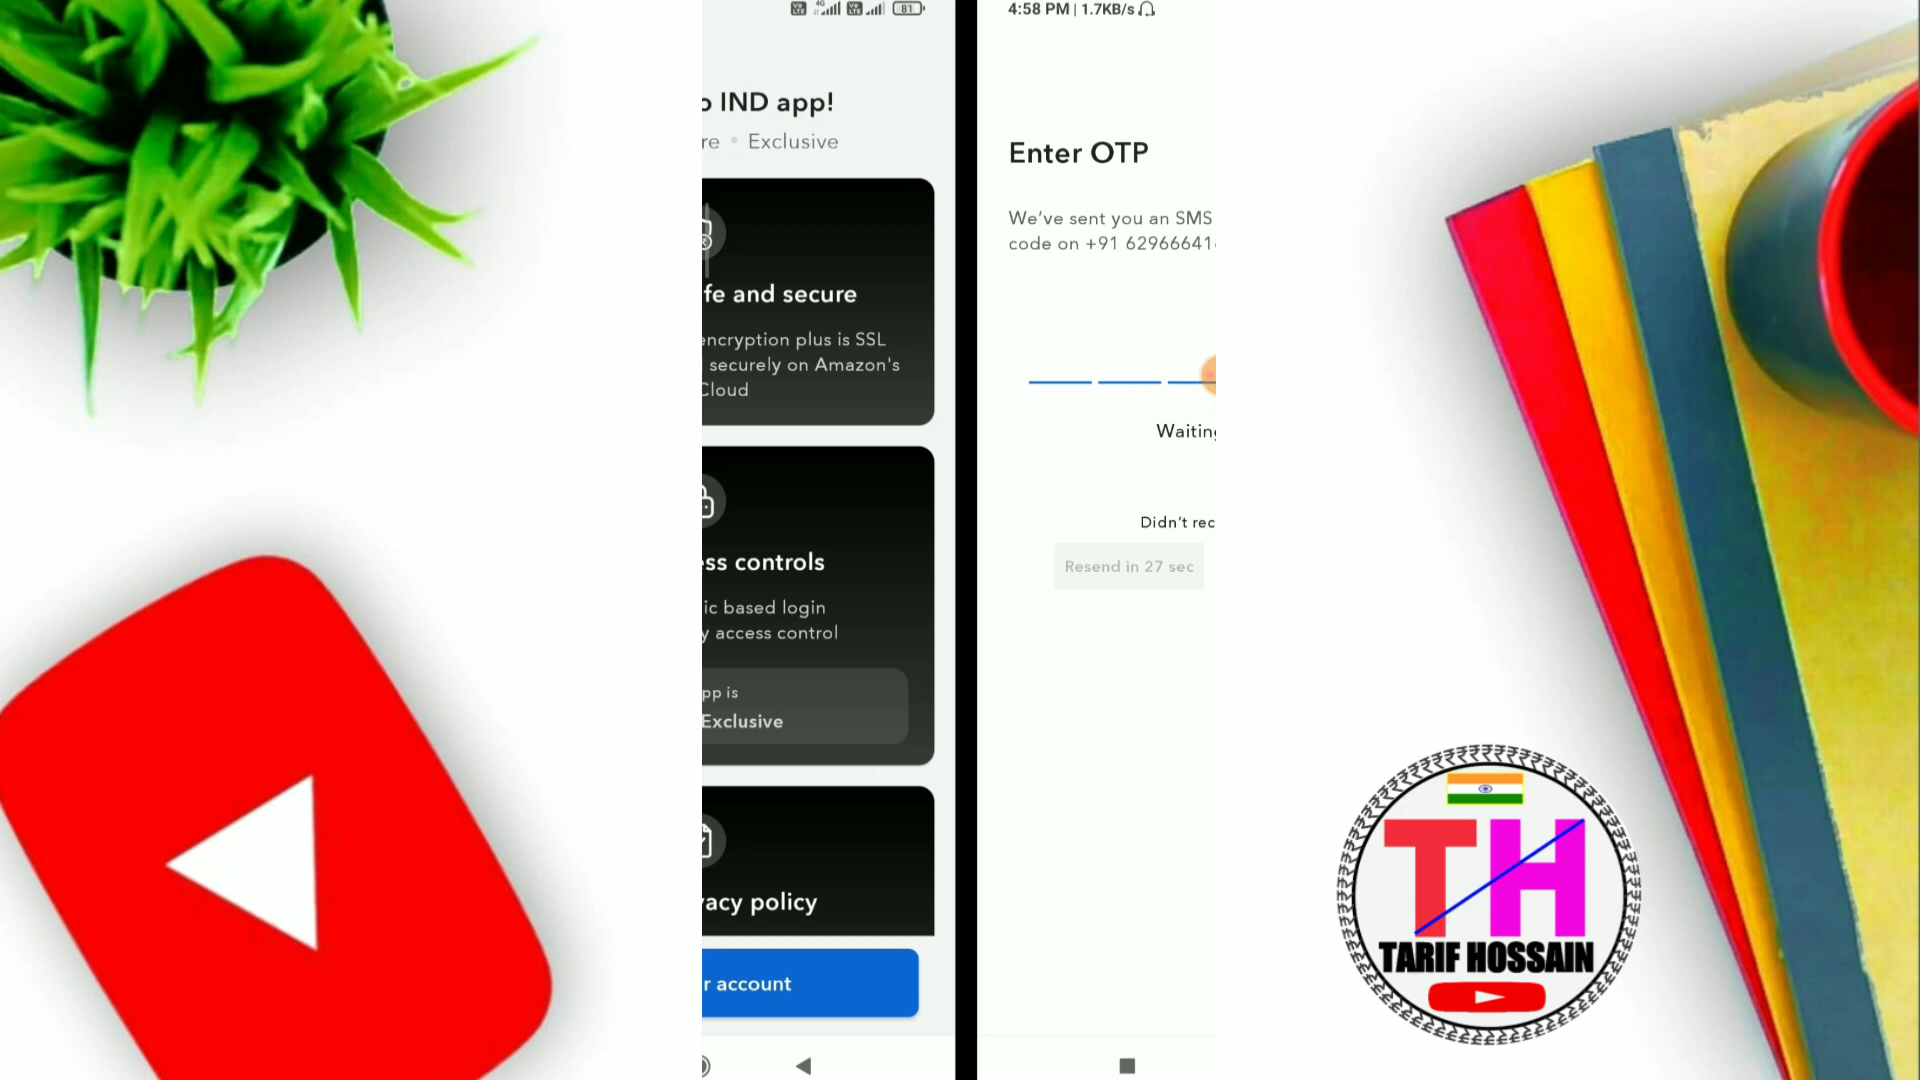 81
o IND app!
re • Exclusive
fe and secure
encryption plus is SSL
securely on Amazon's
Cloud
ss controls
ic based login
y access control
pp is
Exclusive
vacy policy
r account
4:58 PM | 1.7KB/s
Enter OTP
We've sent you an SMS
code on +91 62966641
Waiting
Didn't rec
Resend in 27 sec
TH
TARIF HOSSAIN